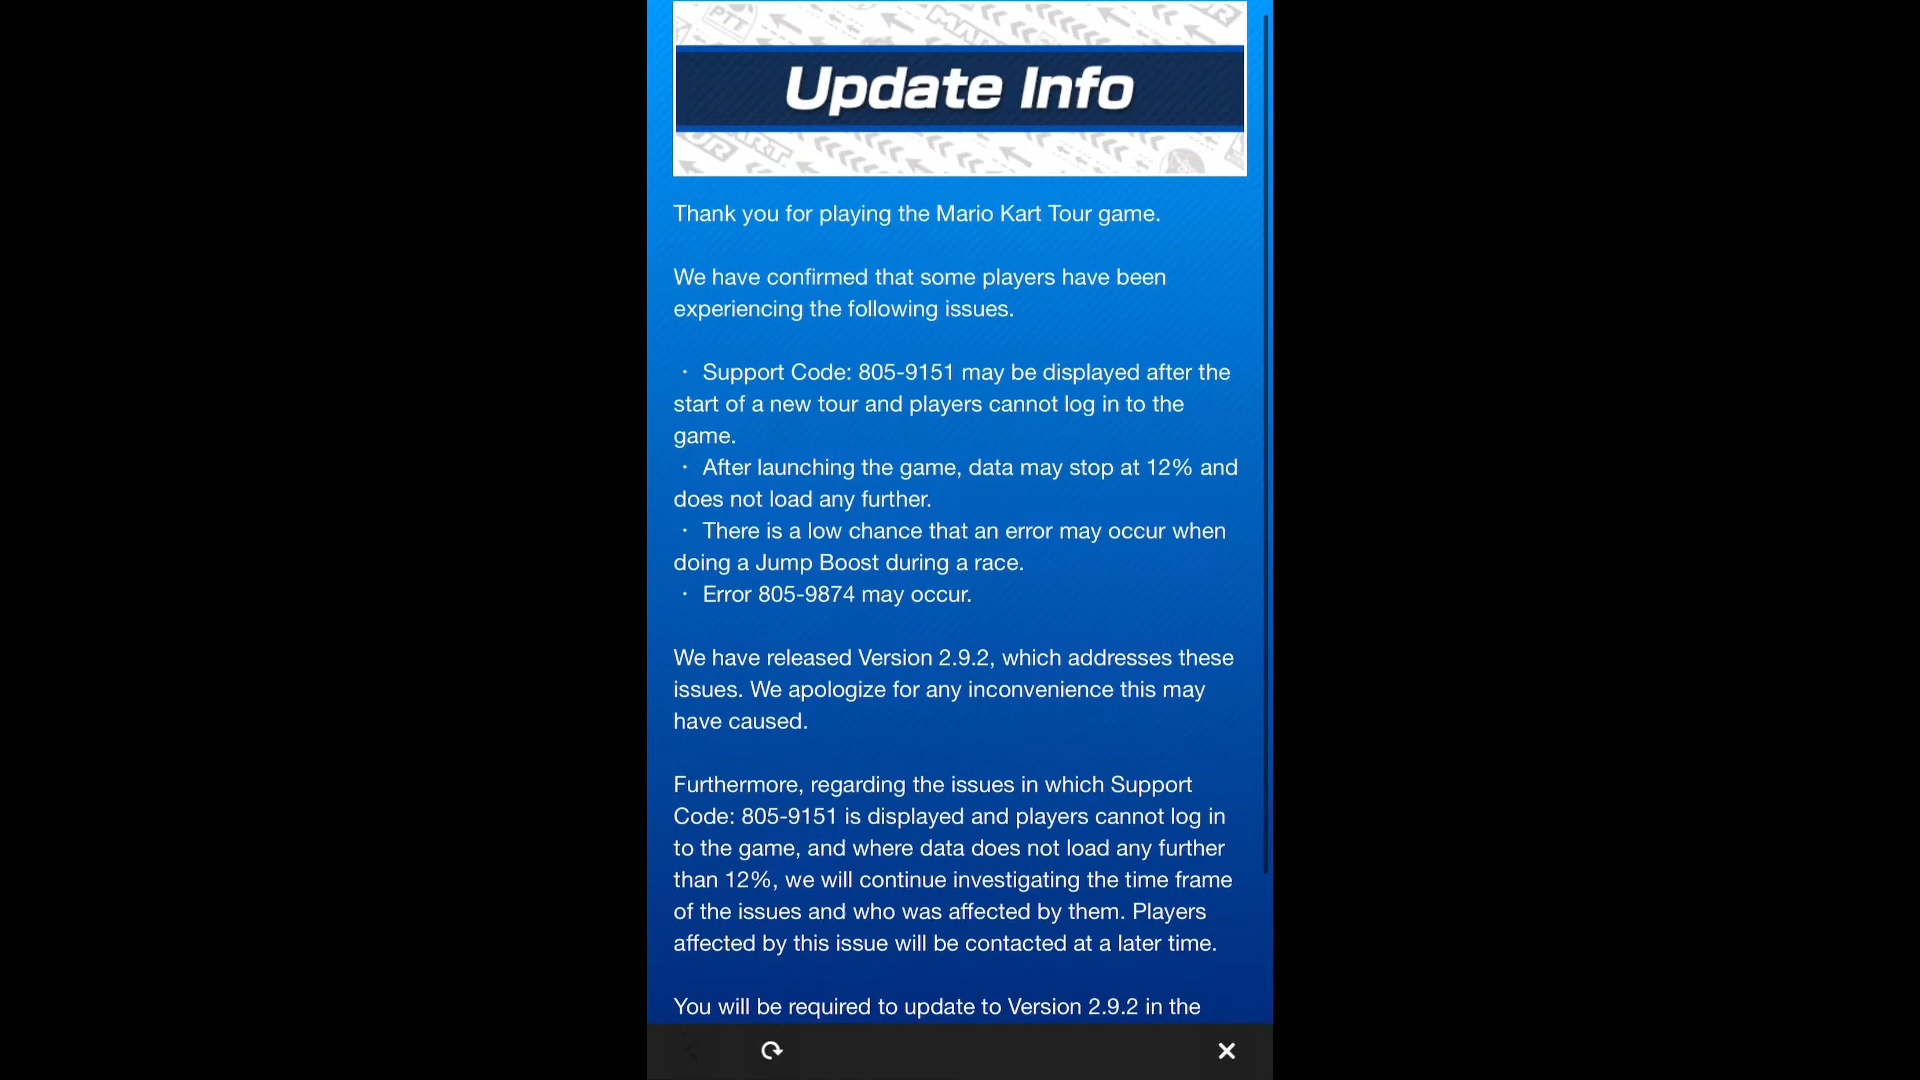 PTT
MARIO
UR
Update Info
UR
KART
Thank you for playing the Mario Kart Tour game.
We have confirmed that some players have been
experiencing the following issues.
・ Support Code: 805-9151 may be displayed after the
start of a new tour and players cannot log in to the
game.
・ After launching the game, data may stop at 12% and
does not load any further.
・ There is a low chance that an error may occur when
doing a Jump Boost during a race.
・ Error 805-9874 may occur.
We have released Version 2.9.2, which addresses these
issues. We apologize for any inconvenience this may
have caused.
Furthermore, regarding the issues in which Support
Code: 805-9151 is displayed and players cannot log in
to the game, and where data does not load any further
than 12%, we will continue investigating the time frame
of the issues and who was affected by them. Players
affected by this issue will be contacted at a later time.
You will be required to update to Version 2.9.2 in the